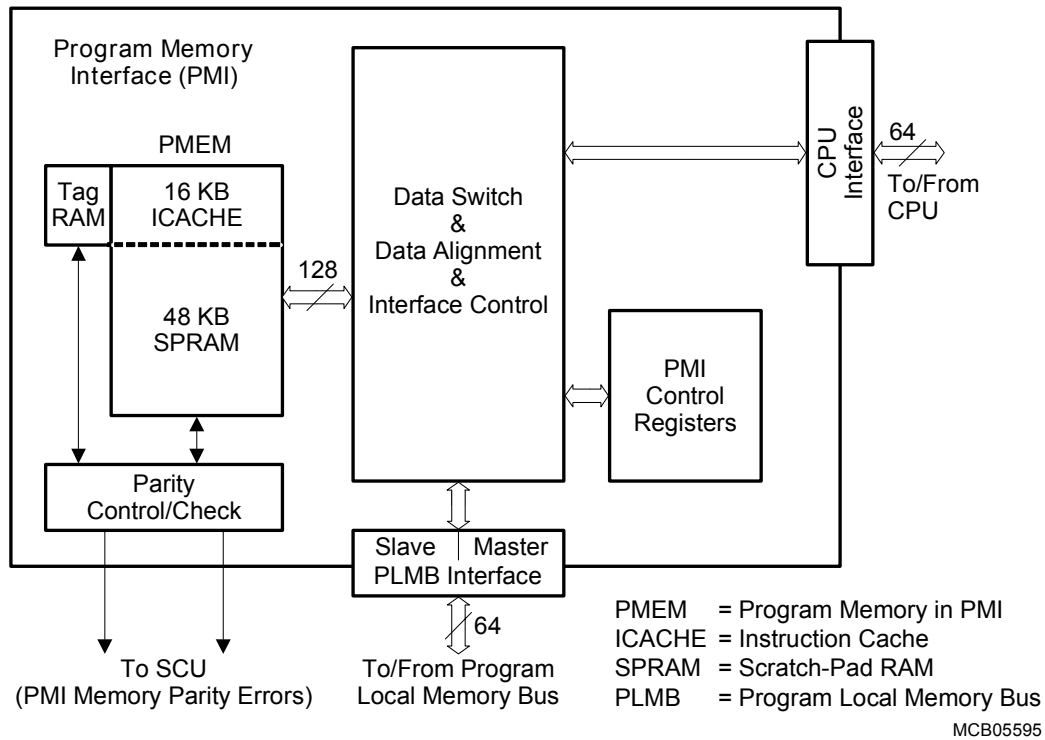 Program Memory
Interface (PMI)
PMEM
Tag
RAM
16 KB
ICACHE
48 KB
SPRAM
128
Data Switch
&
Data Alignment
&
Interface Control
CPU
Interface
64
To/From
CPU
PMI
Control
Registers
Parity
Control/Check
Slave Master
PLMB Interface
64
To SCU
(PMI Memory Parity Errors)
To/From Program
Local Memory Bus
PMEM = Program Memory in PMI
ICACHE = Instruction Cache
SPRAM = Scratch-Pad RAM
PLMB = Program Local Memory Bus
MCB05595